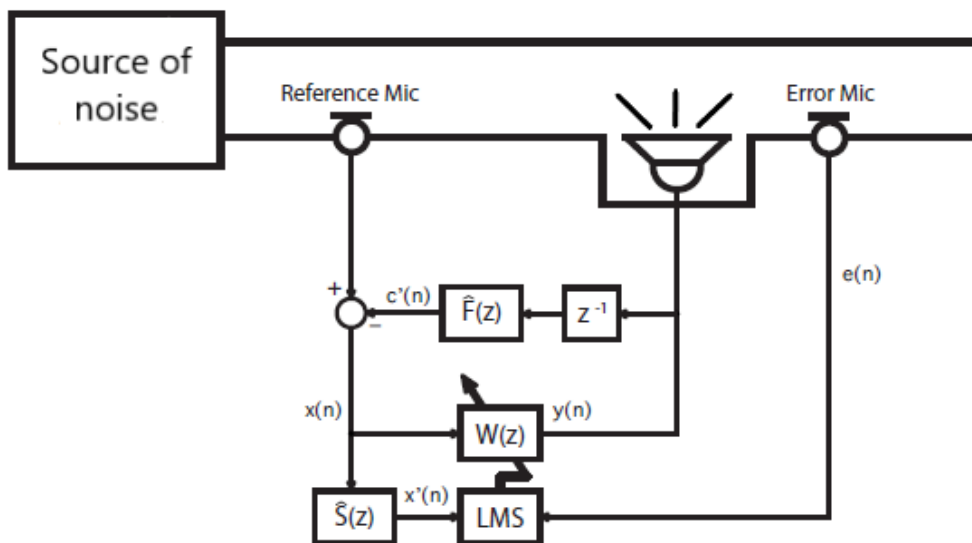 Source of
noise
Reference Mic
Error Mic
+
c'(n)
F̂(z)
z -1
e(n)
−
x(n)
W(z)
y(n)
Ŝ(z)
x'(n)
LMS